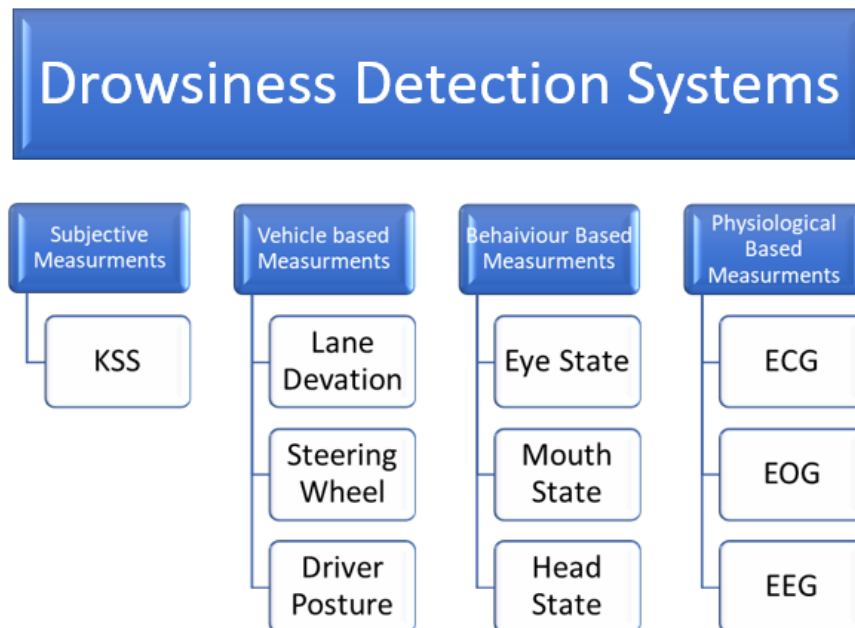 Drowsiness Detection Systems
Subjective
Measurments
KSS
Vehicle based
Measurments
Lane
Devation
Steering
Wheel
Driver
Posture
Behaiviour Based
Measurments
Eye State
Mouth
State
Head
State
Physiological
Based
Measurments
ECG
EOG
EEG